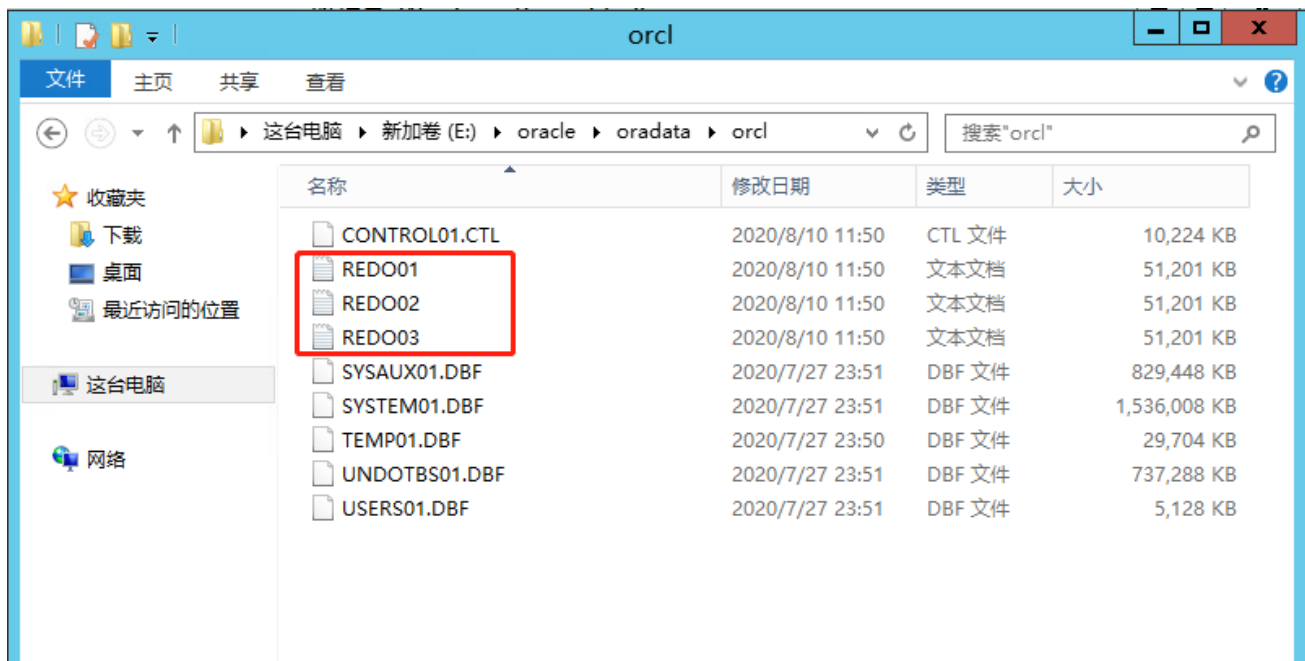 orcl
文件 主页 共享 查看
这台电脑 新加卷 (E:) oracle oradata orcl 搜索"orcl"
收藏夹
下载
桌面
最近访问的位置
这台电脑
网络
名称 修改日期 类型 大小
CONTROL01.CTL 2020/8/10 11:50 CTL 文件 10,224 KB
REDO01 2020/8/10 11:50 文本文档 51,201 KB
REDO02 2020/8/10 11:50 文本文档 51,201 KB
REDO03 2020/8/10 11:50 文本文档 51,201 KB
SYSAUX01.DBF 2020/7/27 23:51 DBF 文件 829,448 KB
SYSTEM01.DBF 2020/7/27 23:51 DBF 文件 1,536,008 KB
TEMP01.DBF 2020/7/27 23:50 DBF 文件 29,704 KB
UNDOTBS01.DBF 2020/7/27 23:51 DBF 文件 737,288 KB
USERS01.DBF 2020/7/27 23:51 DBF 文件 5,128 KB